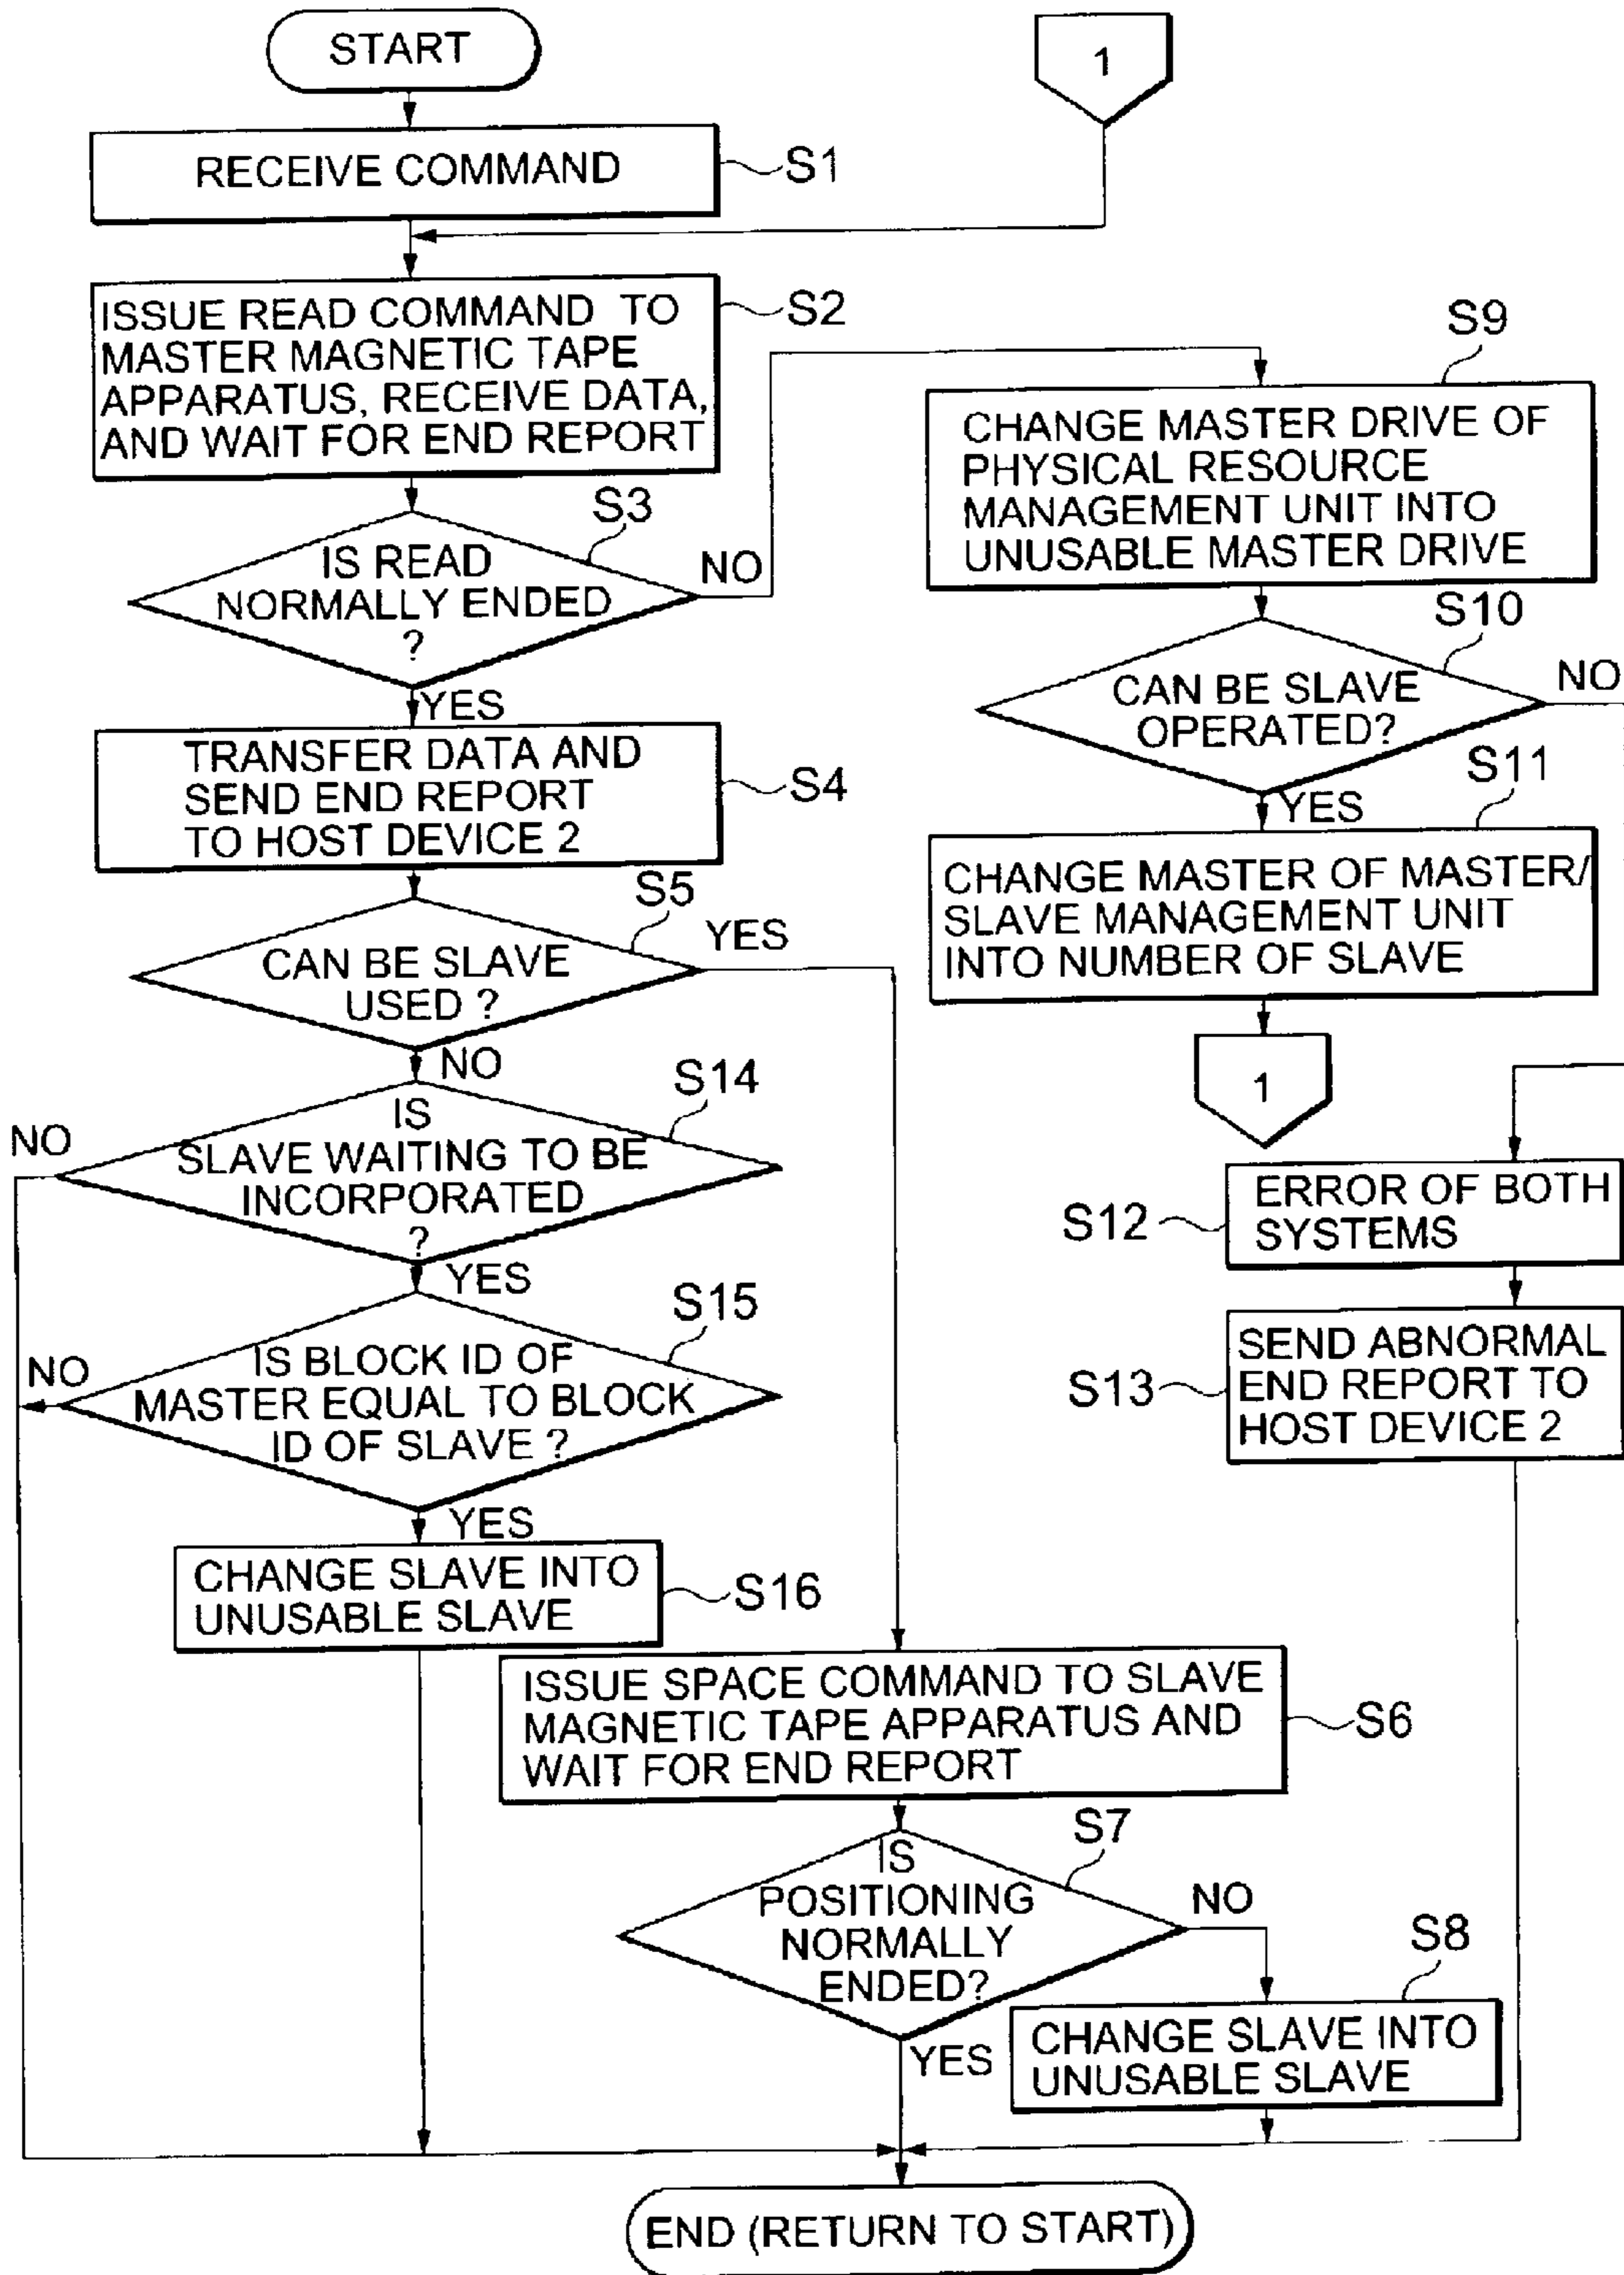 START
1
RECEIVE COMMAND
S1
ISSUE READ COMMAND TO
MASTER MAGNETIC TAPE
APPARATUS, RECEIVE DATA,
AND WAIT FOR END REPORT
S2
S3
IS READ
NORMALLY ENDED
?
NO
YES
TRANSFER DATA AND
SEND END REPORT
TO HOST DEVICE 2
S4
S5
CAN BE SLAVE
USED ?
YES
NO
S14
IS
SLAVE WAITING TO BE
INCORPORATED
?
NO
YES
S15
IS BLOCK ID OF
MASTER EQUAL TO BLOCK
ID OF SLAVE ?
NO
YES
CHANGE SLAVE INTO
UNUSABLE SLAVE
S16
ISSUE SPACE COMMAND TO SLAVE
MAGNETIC TAPE APPARATUS AND
WAIT FOR END REPORT
S6
S7
IS
POSITIONING
NORMALLY
ENDED?
NO
YES
S8
CHANGE SLAVE INTO
UNUSABLE SLAVE
S9
CHANGE MASTER DRIVE OF
PHYSICAL RESOURCE
MANAGEMENT UNIT INTO
UNUSABLE MASTER DRIVE
S10
CAN BE SLAVE
OPERATED?
NO
YES
S11
CHANGE MASTER OF MASTER/
SLAVE MANAGEMENT UNIT
INTO NUMBER OF SLAVE
1
S12
ERROR OF BOTH
SYSTEMS
S13
SEND ABNORMAL
END REPORT TO
HOST DEVICE 2
END (RETURN TO START)